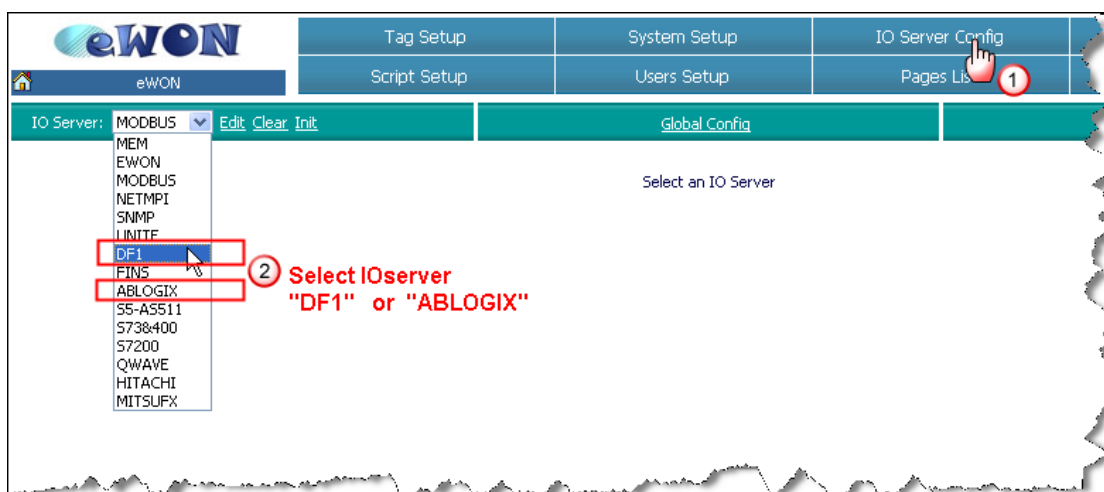 eWON
Tag Setup
System Setup
IO Server Config
eWON
Script Setup
Users Setup
1
IO Server: MODBUS Edit Clear Init
Global Config
MEM
EWON
MODBUS
NETMPI
SNMP
UNITE
DF1
FINS
ABLOGIX
S5-AS511
S73&400
S7200
QWAVE
HITACHI
MITSUFX
Select an IO Server
2
Select IOserver
"DF1" or "ABLOGIX"